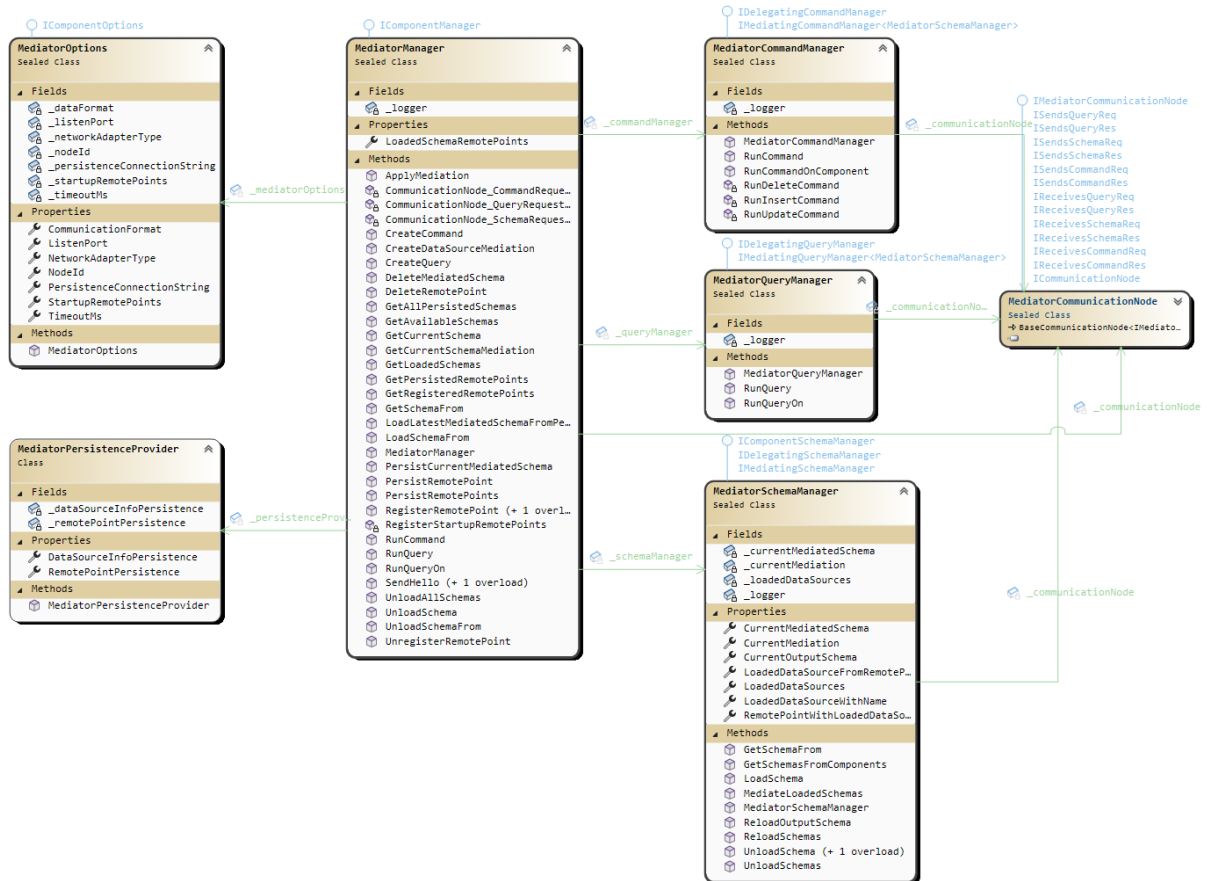 IComponentOptions
MediatorOptions
Sealed Class
Fields
_dataFormat
_listenPort
_networkAdapterType
_nodeId
_persistenceConnectionString
_startupRemotePoints
_timeoutMs
Properties
CommunicationFormat
ListenPort
NetworkAdapterType
NodeId
PersistenceConnectionString
StartupRemotePoints
TimeoutMs
Methods
MediatorOptions
MediatorPersistenceProvider
Class
Fields
_dataSourceInfoPersistence
_remotePointPersistence
Properties
DataSourceInfoPersistence
RemotePointPersistence
Methods
MediatorPersistenceProvider
_mediatorOptions
_persistenceProv
IComponentManager
MediatorManager
Sealed Class
Fields
_logger
Properties
LoadedSchemaRemotePoints
Methods
ApplyMediation
CommunicationNode_CommandReque...
CommunicationNode_QueryRequest...
CommunicationNode_SchemaReques...
CreateCommand
CreateDataSourceMediation
CreateQuery
DeleteMediatedSchema
DeleteRemotePoint
GetAllPersistedSchemas
GetAvailableSchemas
GetCurrentSchema
GetCurrentSchemaMediation
GetLoadedSchemas
GetPersistedRemotePoints
GetRegisteredRemotePoints
GetSchemaFrom
LoadLatestMediatedSchemaFromPe...
LoadSchemaFrom
MediatorManager
PersistCurrentMediatedSchema
PersistRemotePoint
PersistRemotePoints
RegisterRemotePoint (+ 1 overl...
RegisterStartupRemotePoints
RunCommand
RunQuery
RunQueryOn
SendHello (+ 1 overload)
UnloadAllSchemas
UnloadSchema
UnloadSchemaFrom
UnregisterRemotePoint
_commandManager
_queryManager
_schemaManager
IDelegatingCommandManager
IMediatingCommandManager<MediatorSchemaManager>
MediatorCommandManager
Sealed Class
Fields
_logger
Methods
MediatorCommandManager
RunCommand
RunCommandOnComponent
RunDeleteCommand
RunInsertCommand
RunUpdateCommand
IDelegatingQueryManager
IMediatingQueryManager<MediatorSchemaManager>
MediatorQueryManager
Sealed Class
Fields
_logger
Methods
MediatorQueryManager
RunQuery
RunQueryOn
IComponentSchemaManager
IDelegatingSchemaManager
IMediatingSchemaManager
MediatorSchemaManager
Sealed Class
Fields
_currentMediatedSchema
_currentMediation
_loadedDataSources
_logger
Properties
CurrentMediatedSchema
CurrentMediation
CurrentOutputSchema
LoadedDataSourceFromRemoteP...
LoadedDataSources
LoadedDataSourceWithName
RemotePointWithLoadedDataSo...
Methods
GetSchemaFrom
GetSchemasFromComponents
LoadSchema
MediateLoadedSchemas
MediatorSchemaManager
ReloadOutputSchema
ReloadSchemas
UnloadSchema (+ 1 overload)
UnloadSchemas
_communicationNode
_communicationNo...
_communicationNode
_communicationNode
IMediatorCommunicationNode
ISendsQueryReq
ISendsQueryRes
ISendsSchemaReq
ISendsSchemaRes
ISendsCommandReq
ISendsCommandRes
IReceivesQueryReq
IReceivesQueryRes
IReceivesSchemaReq
IReceivesSchemaRes
IReceivesCommandReq
IReceivesCommandRes
ICommunicationNode
MediatorCommunicationNode
Sealed Class
BaseCommunicationNode<IMediato...